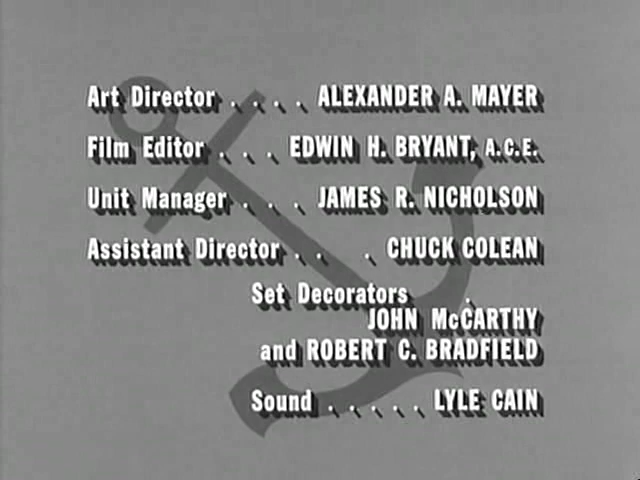 Art Director . . . . ALEXANDER A. MAYER
Film Editor . . . EDWIN H. BRYANT, A.C.E.
Unit Manager . . . JAMES R. NICHOLSON
Assistant Director . . . CHUCK COLEAN
Set Decorators .
JOHN McCARTHY
and ROBERT C. BRADFIELD
Sound . . . . . LYLE CAIN